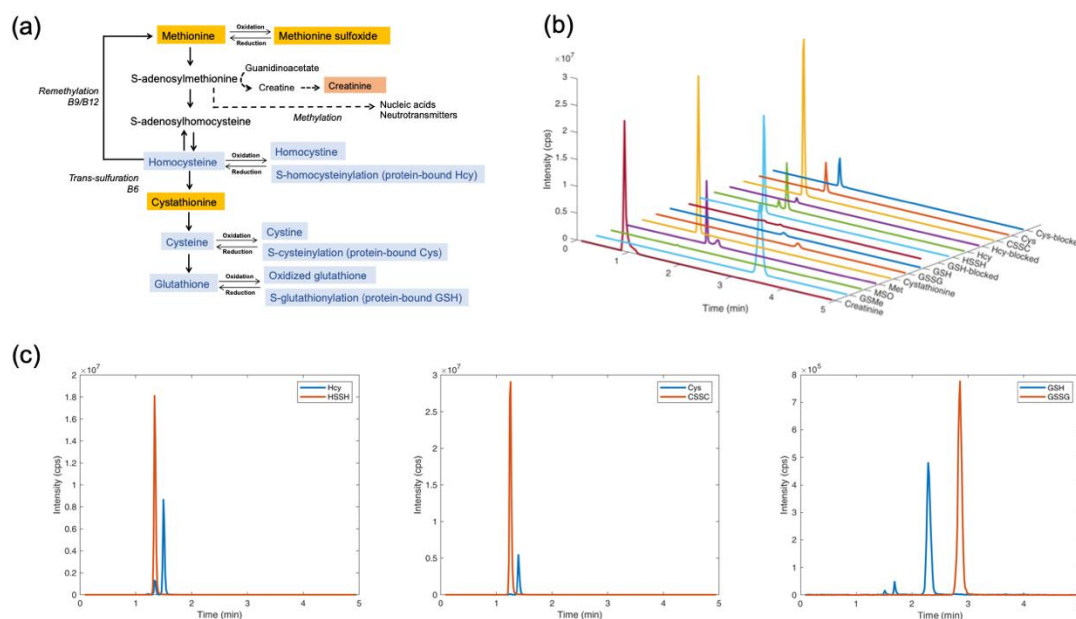 (a)
Methionine
Oxidation
Reduction
Methionine sulfoxide
Guanidinoacetate
S-adenosylmethionine
Creatine
Creatinine
Remethylation
B9/B12
Nucleic acids
Neutrotransmitters
Methylation
S-adenosylhomocysteine
Homocysteine
Oxidation
Reduction
Homocystine
S-homocysteinylation (protein-bound Hcy)
Trans-sulfuration
B6
Cystathionine
Cysteine
Oxidation
Reduction
Cystine
S-cysteinylation (protein-bound Cys)
Glutathione
Oxidation
Reduction
Oxidized glutathione
S-glutathionylation (protein-bound GSH)
(b)
×10⁷
3
2.5
2
1.5
1
0.5
0
Intensity (cps)
0
1
2
3
4
5
Time (min)
Cys-blocked
Cys
CSSC
Hcy-blocked
Hcy
HSSH
GSH-blocked
GSH
GSSG
Cystathionine
Met
MSO
GSMe
Creatinine
(c)
×10⁷
2
1.8
1.6
1.4
1.2
1
0.8
0.6
0.4
0.2
0
Intensity (cps)
0 1 2 3 4 5
Time (min)
Hcy
HSSH
×10⁷
3
2.5
2
1.5
1
0.5
0
Intensity (cps)
0 1 2 3 4 5
Time (min)
Cys
CSSC
×10⁵
8
7
6
5
4
3
2
1
0
Intensity (cps)
0 1 2 3 4
Time (min)
GSH
GSSG